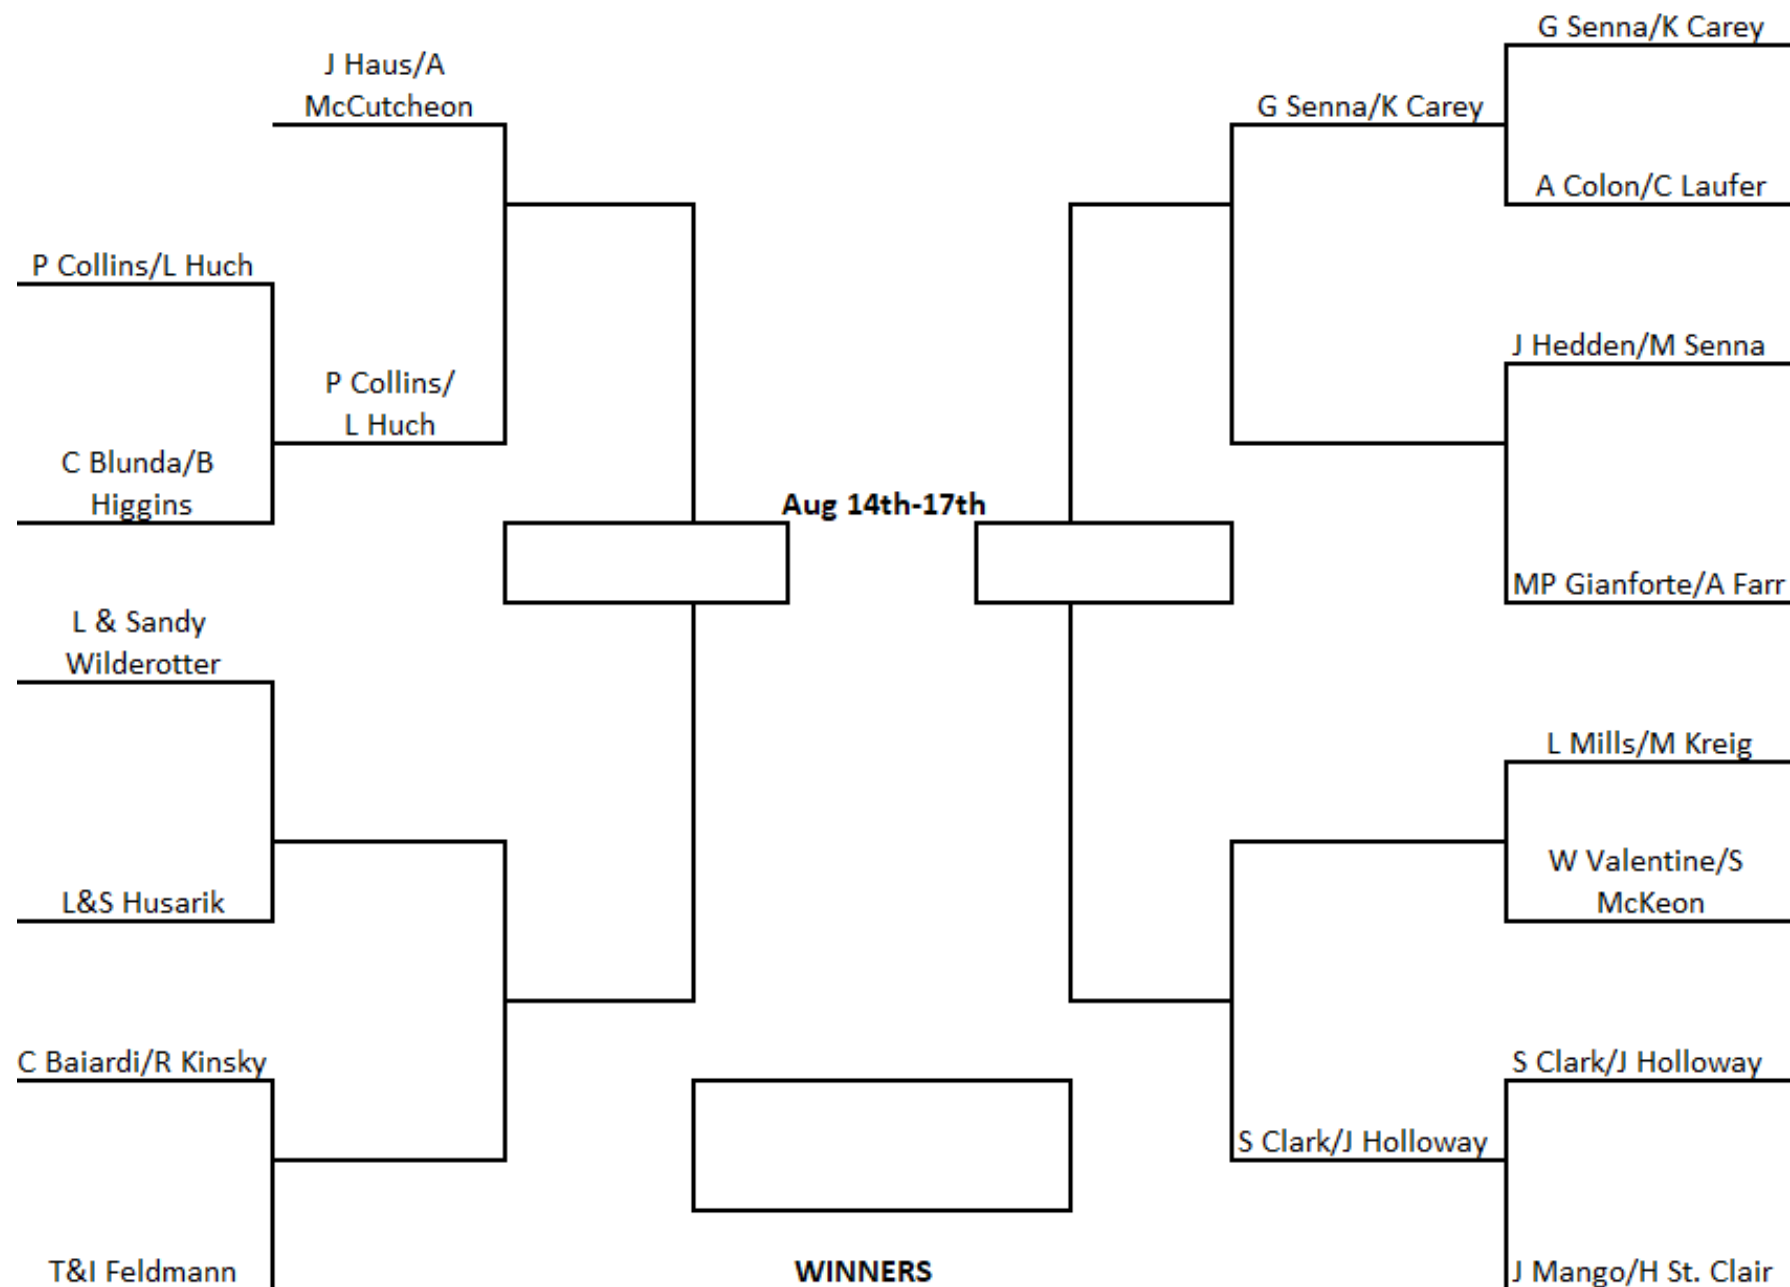 G Senna/K Carey
J Haus/A
McCutcheon
G Senna/K Carey
A Colon/C Laufer
P Collins/L Huch
J Hedden/M Senna
P Collins/
L Huch
C Blunda/B
Higgins
Aug 14th-17th
MP Gianforte/A Farr
L & Sandy
Wilderotter
L Mills/M Kreig
W Valentine/S
McKeon
L&S Husarik
C Baiardi/R Kinsky
S Clark/J Holloway
S Clark/J Holloway
T&I Feldmann
WINNERS
J Mango/H St. Clair